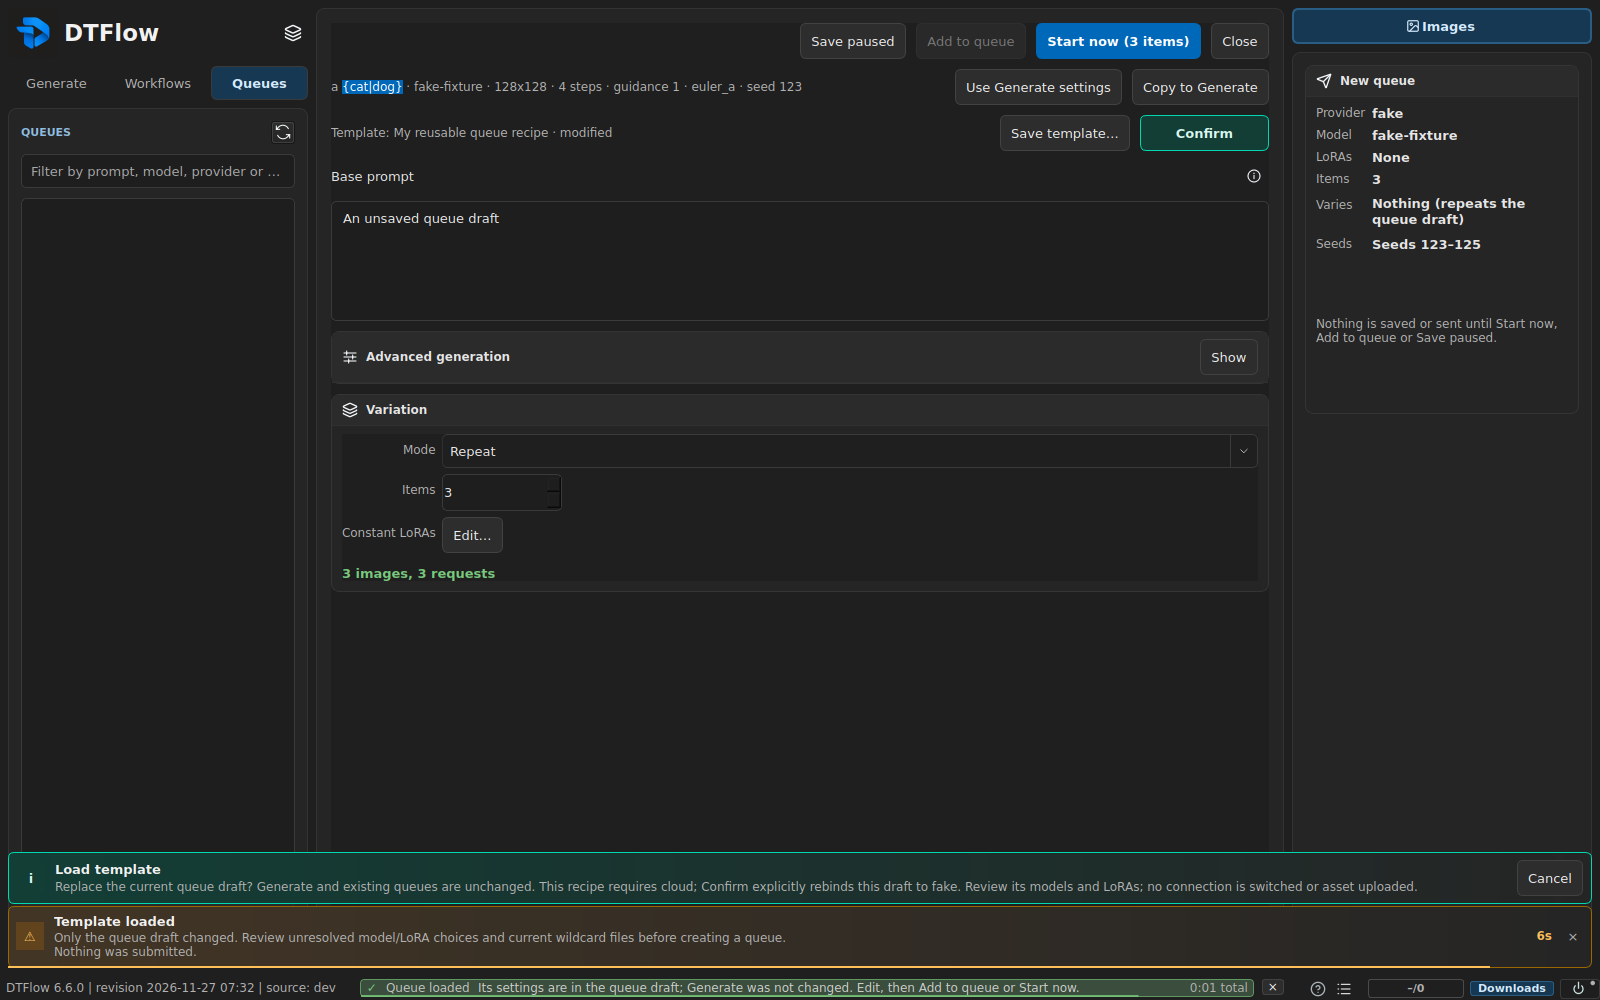 DTFlow
Generate
Workflows
Queues
QUEUES
Filter by prompt, model, provider or ...
Save paused
Add to queue
Start now (3 items)
Close
a {cat|dog} · fake-fixture · 128x128 · 4 steps · guidance 1 · euler_a · seed 123
Use Generate settings
Copy to Generate
Template: My reusable queue recipe · modified
Save template...
Confirm
Base prompt
An unsaved queue draft
Advanced generation
Show
Variation
Mode
Repeat
Items
3
Constant LoRAs
Edit...
3 images, 3 requests
Images
New queue
Provider fake
Model fake-fixture
LoRAs None
Items 3
Varies Nothing (repeats the
queue draft)
Seeds Seeds 123–125
Nothing is saved or sent until Start now,
Add to queue or Save paused.
i
Load template
Replace the current queue draft? Generate and existing queues are unchanged. This recipe requires cloud; Confirm explicitly rebinds this draft to fake. Review its models and LoRAs; no connection is switched or asset uploaded.
Cancel
Template loaded
Only the queue draft changed. Review unresolved model/LoRA choices and current wildcard files before creating a queue.
Nothing was submitted.
6s
×
DTFlow 6.6.0 | revision 2026-11-27 07:32 | source: dev
✓ Queue loaded Its settings are in the queue draft; Generate was not changed. Edit, then Add to queue or Start now.
0:01 total
×
–/0
Downloads